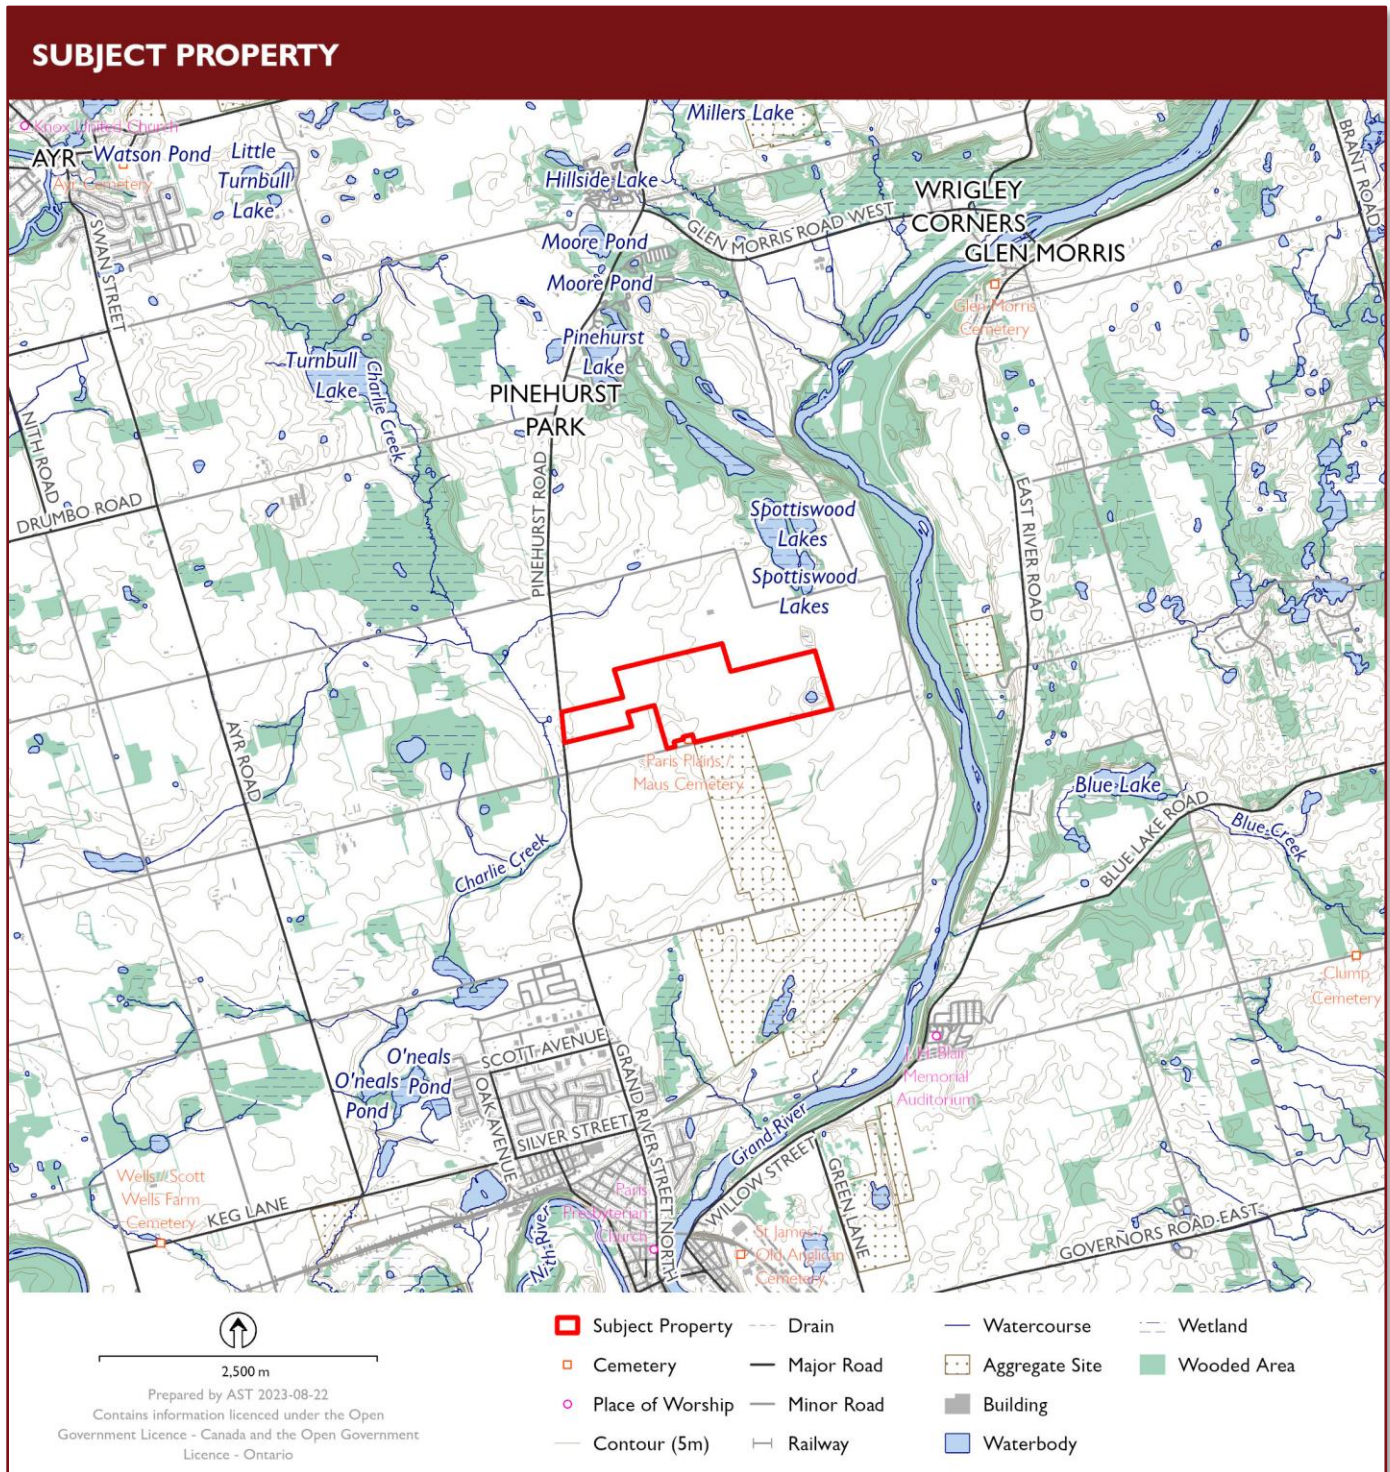 SUBJECT PROPERTY
Knox United Church
AYR
Watson Pond
Ayr Cemetery
Little
Turnbull
Lake
Millers Lake
Hillside Lake
GLEN MORRIS ROAD WEST
WRIGLEY
CORNERS
GLEN MORRIS
BRANT ROAD
SWAN STREET
Moore Pond
Moore Pond
Glen Morris
Cemetery
Pinehurst
Lake
Turnbull
Lake
Charlie Creek
PINEHURST
PARK
NITH ROAD
DRUMBO ROAD
PINEHURST ROAD
Spottiswood
Lakes
Spottiswood
Lakes
EAST RIVER ROAD
AYR ROAD
Paris Plains /
Maus Cemetery
Blue Lake
BLUE LAKE ROAD
Blue Creek
Charlie Creek
Clump
Cemetery
O'neals
Pond
O'neals
Pond
SCOTT AVENUE
OAK AVENUE
GRAND RIVER STREET NORTH
SILVER STREET
J. H. Blair
Memorial
Auditorium
Grand River
WILLOW STREET
GREEN LANE
Wells / Scott
Wells Farm
Cemetery
KEG LANE
Nith River
Paris
Presbyterian
Church
St James /
Old Anglican
Cemetery
GOVERNORS ROAD EAST
2,500 m
Prepared by AST 2023-08-22
Contains information licenced under the Open
Government Licence - Canada and the Open Government
Licence - Ontario
Subject Property
Cemetery
Place of Worship
Contour (5m)
Drain
Major Road
Minor Road
Railway
Watercourse
Aggregate Site
Building
Waterbody
Wetland
Wooded Area